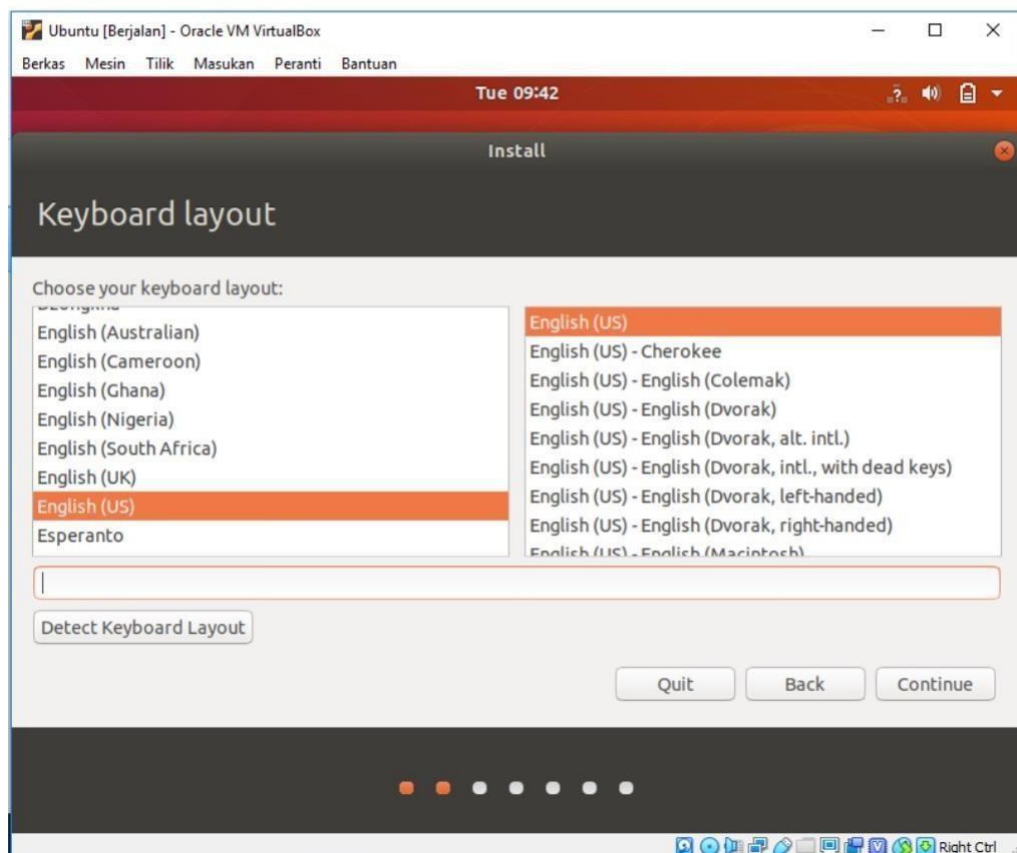 Ubuntu [Berjalan] - Oracle VM VirtualBox
Berkas Mesin Tilik Masukan Peranti Bantuan
Tue 09:42
Install
Keyboard layout
Choose your keyboard layout:
English (Australian)
English (Cameroon)
English (Ghana)
English (Nigeria)
English (South Africa)
English (UK)
English (US)
Esperanto
English (US)
English (US) - Cherokee
English (US) - English (Colemak)
English (US) - English (Dvorak)
English (US) - English (Dvorak, alt. intl.)
English (US) - English (Dvorak, intl., with dead keys)
English (US) - English (Dvorak, left-handed)
English (US) - English (Dvorak, right-handed)
English (US) - English (Macintosh)
Detect Keyboard Layout
Quit Back Continue
Right Ctrl